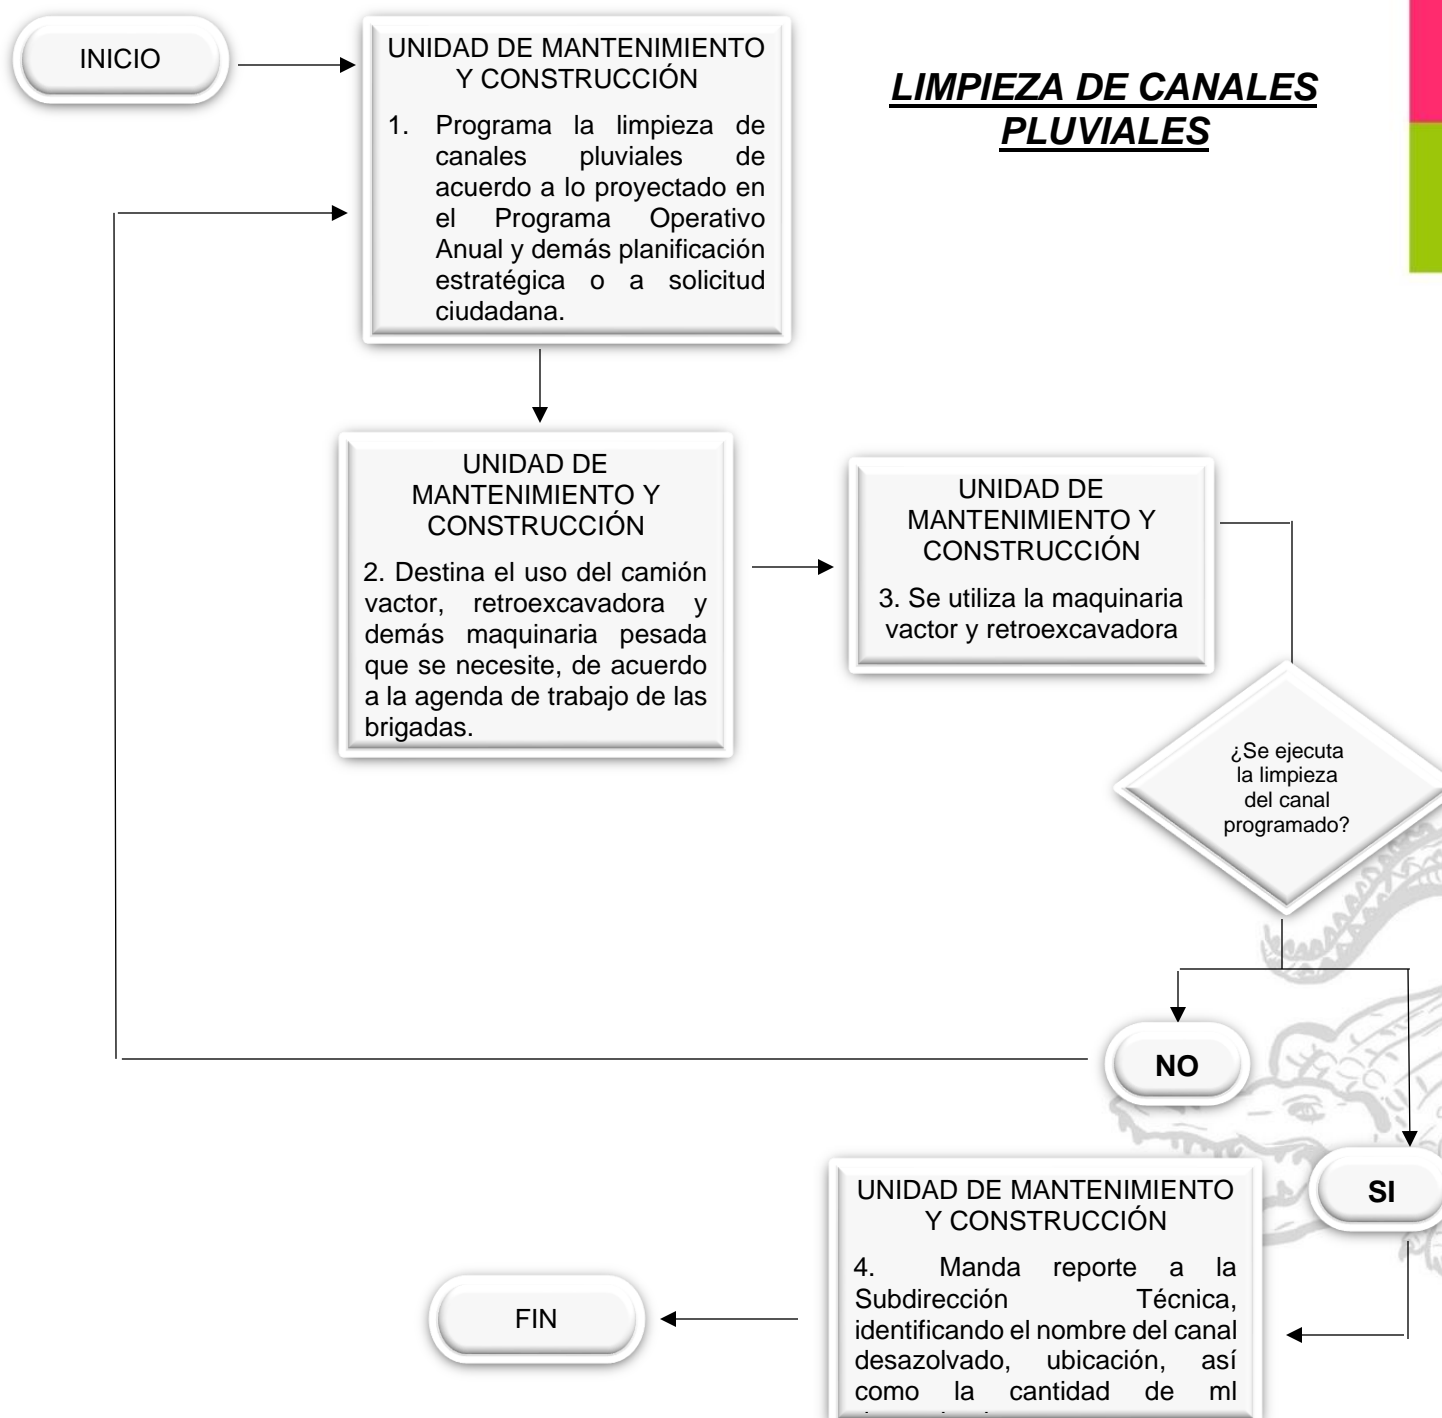 INICIO
UNIDAD DE MANTENIMIENTO
Y CONSTRUCCIÓN
1. Programa la limpieza de
canales pluviales de
acuerdo a lo proyectado en
el Programa Operativo
Anual y demás planificación
estratégica o a solicitud
ciudadana.
LIMPIEZA DE CANALES
PLUVIALES
UNIDAD DE
MANTENIMIENTO Y
CONSTRUCCIÓN
2. Destina el uso del camión
vactor, retroexcavadora y
demás maquinaria pesada
que se necesite, de acuerdo
a la agenda de trabajo de las
brigadas.
UNIDAD DE
MANTENIMIENTO Y
CONSTRUCCIÓN
3. Se utiliza la maquinaria
vactor y retroexcavadora
¿Se ejecuta
la limpieza
del canal
programado?
NO
SI
UNIDAD DE MANTENIMIENTO
Y CONSTRUCCIÓN
4. Manda reporte a la
Subdirección Técnica,
identificando el nombre del canal
desazolvado, ubicación, así
como la cantidad de ml
FIN